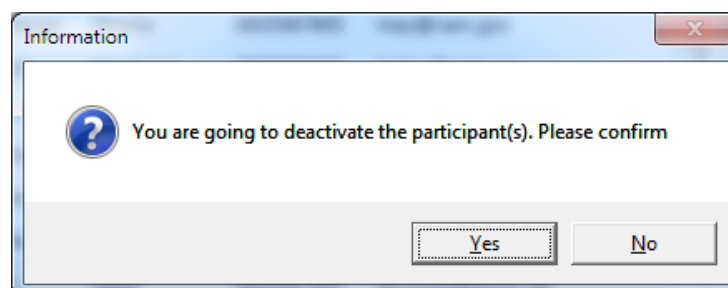 Information
You are going to deactivate the participant(s). Please confirm
Yes
No